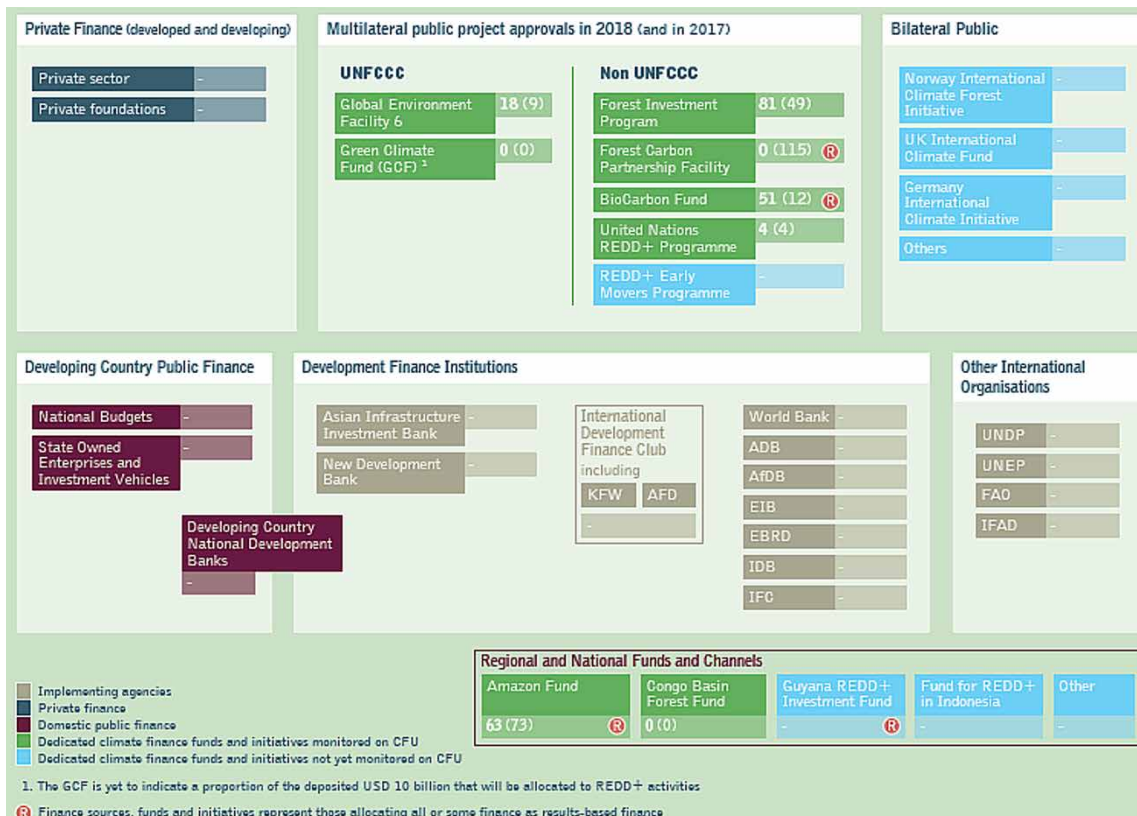 Private Finance (developed and developing)
Private sector -
Private foundations -
Multilateral public project approvals in 2018 (and in 2017)
UNFCCC
Global Environment
Facility 6
18 (9)
Green Climate
Fund (GCF) 1
0 (0)
Non UNFCCC
Forest Investment
Program
81 (49)
Forest Carbon
Partnership Facility
0 (115) R
BioCarbon Fund 51 (12) R
United Nations
REDD+ Programme
4 (4)
REDD+ Early
Movers Programme
-
Bilateral Public
Norway International
Climate Forest
Initiative
-
UK International
Climate Fund
-
Germany
International
Climate Initiative
-
Others -
Developing Country Public Finance
National Budgets -
State Owned
Enterprises and
Investment Vehicles
-
Developing Country
National Development
Banks
-
Development Finance Institutions
Asian Infrastructure
Investment Bank
-
New Development
Bank
-
International
Development
Finance Club
including
KFW AFD
-
World Bank -
ADB -
AfDB -
EIB -
EBRD -
IDB -
IFC -
Other International
Organisations
UNDP -
UNEP -
FAO -
IFAD -
Regional and National Funds and Channels
Amazon Fund
63 (73) R
Congo Basin
Forest Fund
0 (0)
Guyana REDD+
Investment Fund
- R
Fund for REDD+
in Indonesia
-
Other
-
Implementing agencies
Private finance
Domestic public finance
Dedicated climate finance funds and initiatives monitored on CFU
Dedicated climate finance funds and initiatives not yet monitored on CFU
1. The GCF is yet to indicate a proportion of the deposited USD 10 billion that will be allocated to REDD+ activities
R Finance sources, funds and initiatives represent those allocating all or some finance as results-based finance